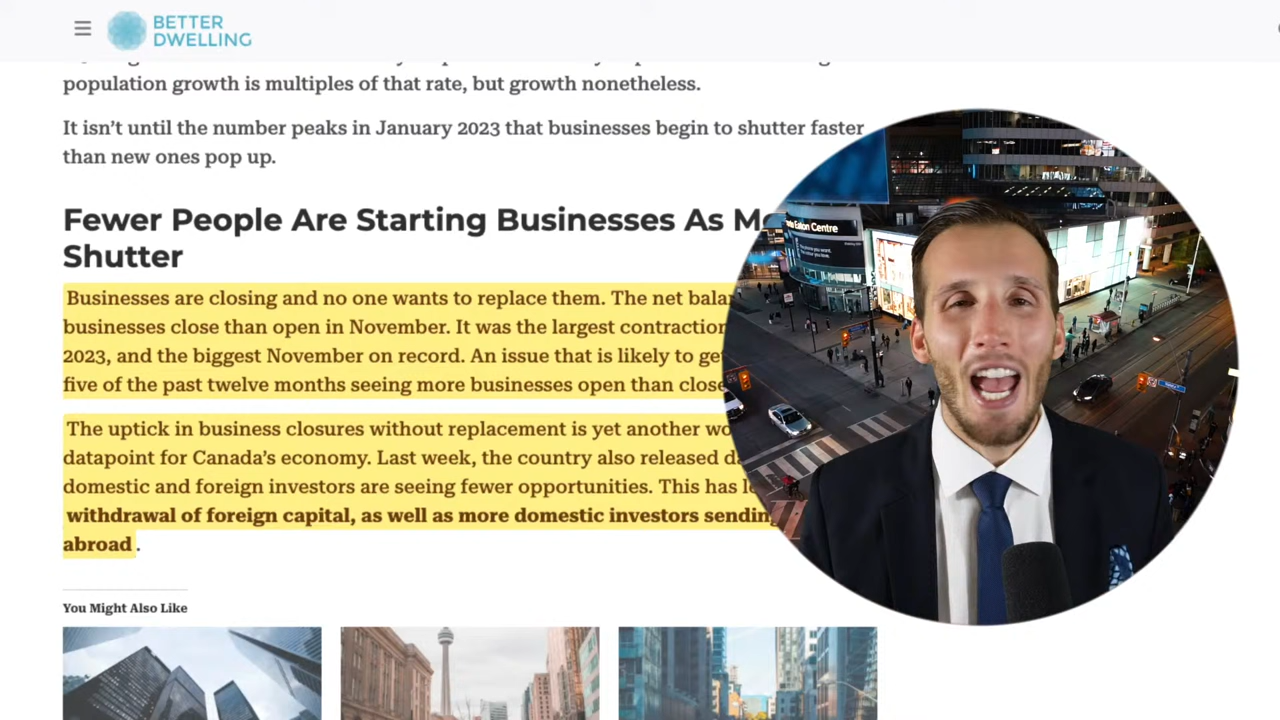 BETTER
DWELLING
population growth is multiples of that rate, but growth nonetheless.
It isn’t until the number peaks in January 2023 that businesses begin to shutter faster
than new ones pop up.
Fewer People Are Starting Businesses As
Shutter
Businesses are closing and no one wants to replace them. The net
businesses close than open in November. It was the largest contraction
2023, and the biggest November on record. An issue that is likely to
five of the past twelve months seeing more businesses open than close
The uptick in business closures without replacement is yet another
datapoint for Canada’s economy. Last week, the country also released
domestic and foreign investors are seeing fewer opportunities. This has
withdrawal of foreign capital, as well as more domestic investors sending
abroad .
Eaton Centre
You Might Also Like